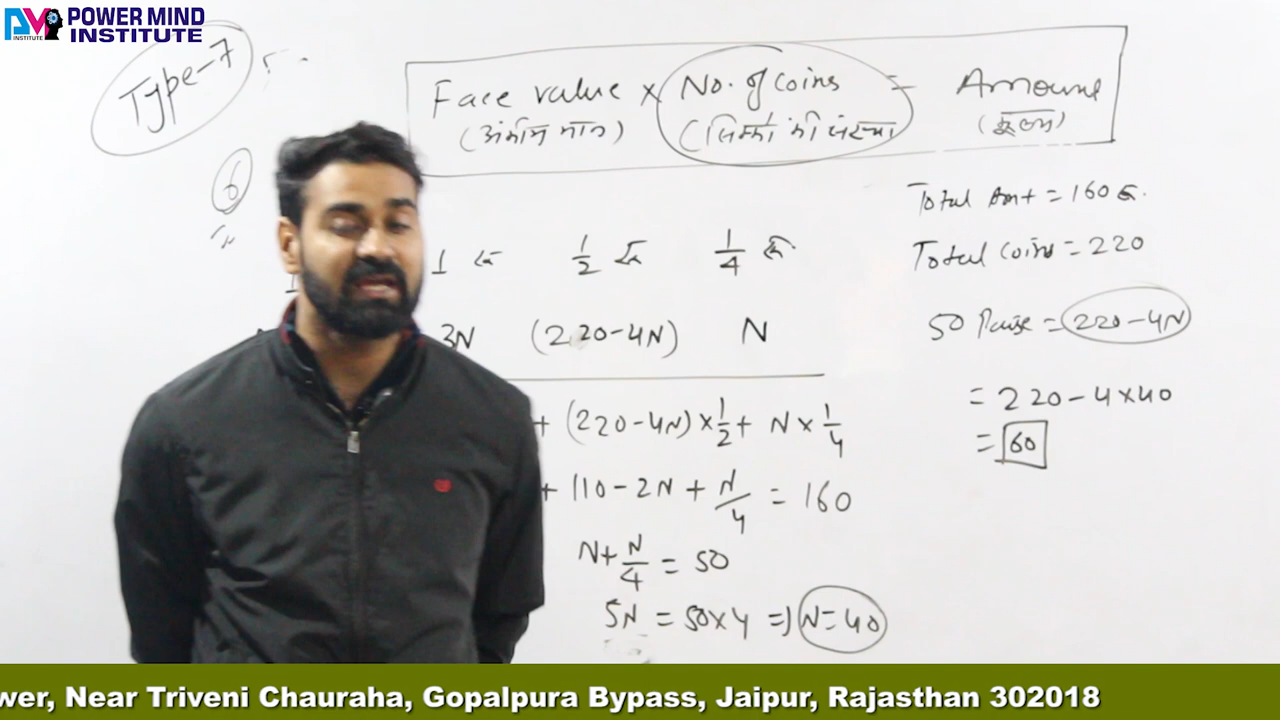 POWER MIND
INSTITUTE
PM
INSTITUTE
Type-7
Face value × No. of coins = Amount
(अंकित मान) (सिक्कों की संख्या)
6
Total Amt = 160 रु.
Total coins = 220
1 रु 1/2 रु 1/4 रु
3N (220-4N) N
50 Paise = 220-4N
= 220-4×40
= 60
+ (220-4N)×1/2 + N×1/4
+ 110-2N + N/4 = 160
N+N/4 = 50
5N = 50×4 => N=40
wer, Near Triveni Chauraha, Gopalpura Bypass, Jaipur, Rajasthan 302018